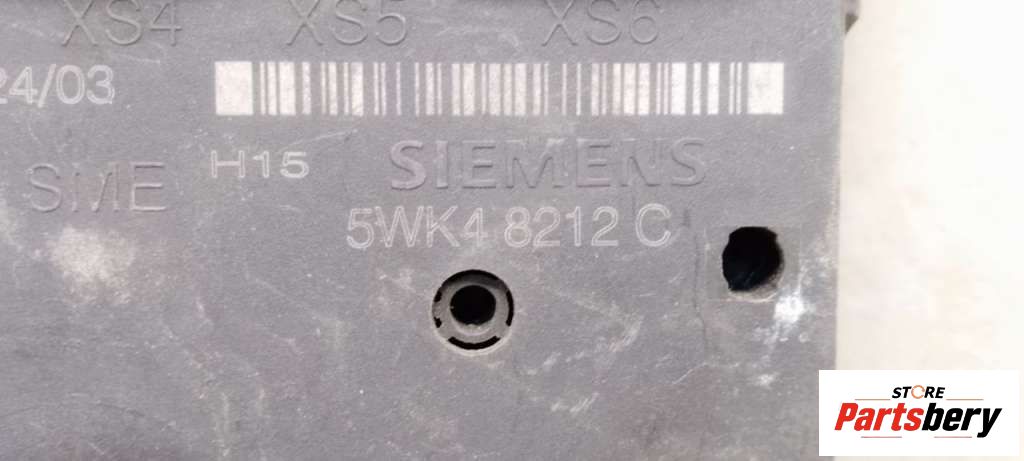 XS4 XS5 XS6
24/03
H15 SIEMENS
SME
5WK4 8212 C
STORE
Partsbery